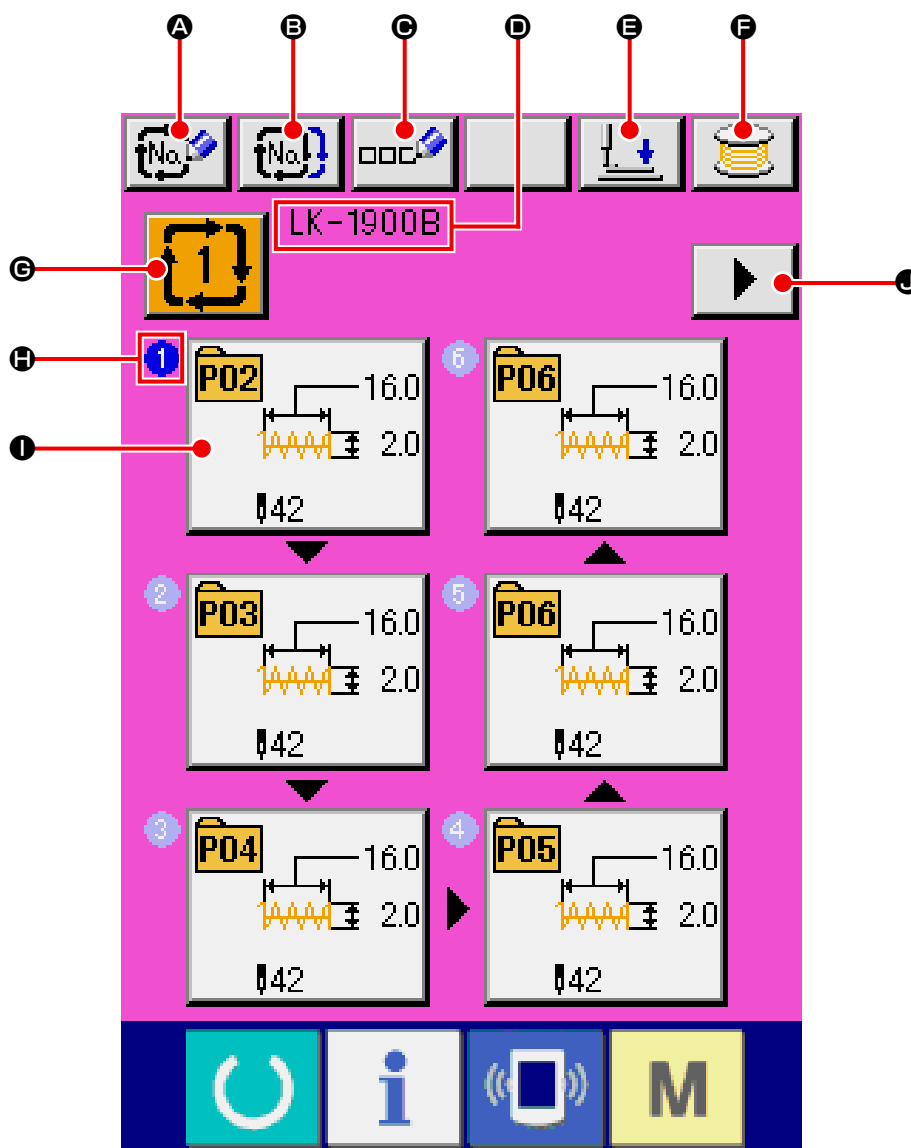 A B C D E F
No. No.
LK-1900B
G 1 J
H 1 P02 16.0 6 P06 16.0
I 2.0 2.0
42 42
2 P03 16.0 5 P06 16.0
2.0 2.0
42 42
3 P04 16.0 4 P05 16.0
2.0 2.0
42 42
i M